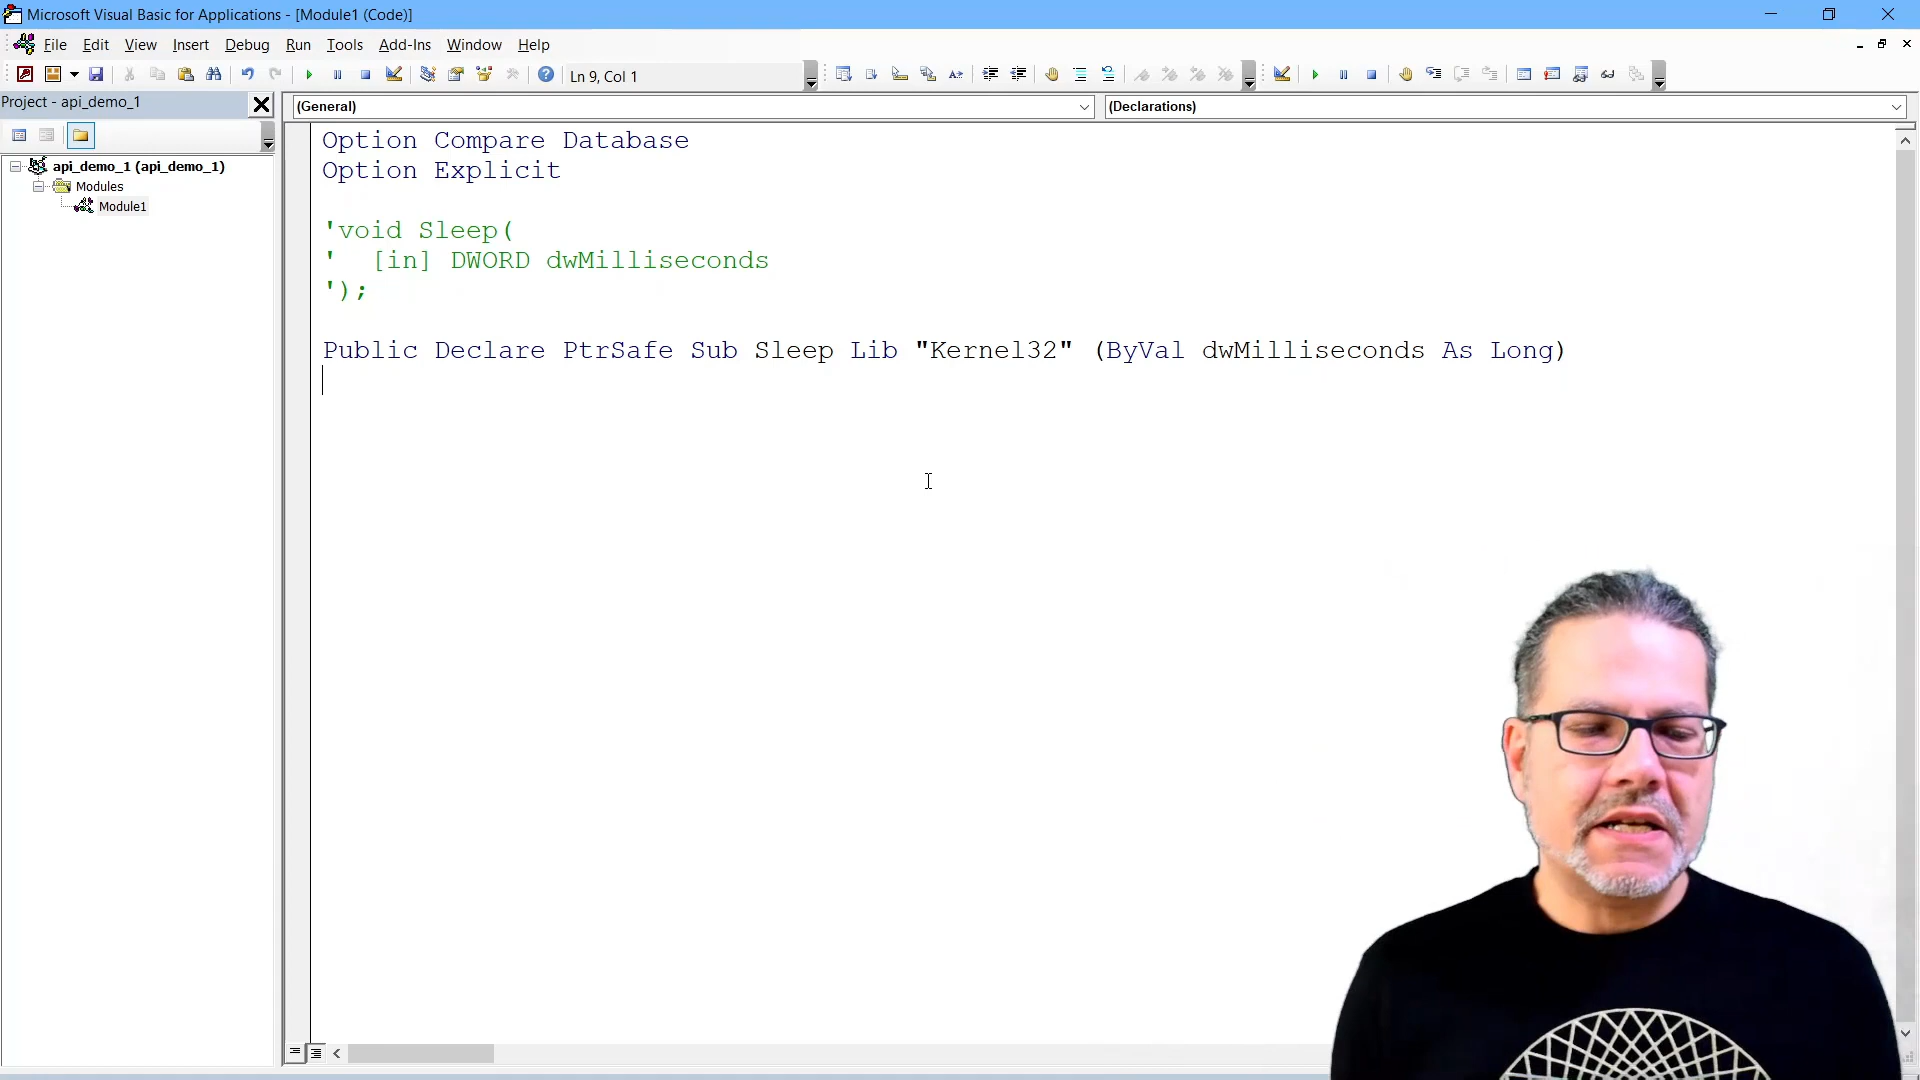 Microsoft Visual Basic for Applications - [Module1 (Code)]
File Edit View Insert Debug Run Tools Add-Ins Window Help
Ln 9, Col 1
Project - api_demo_1
(General) (Declarations)
api_demo_1 (api_demo_1)
Modules
Module1
Option Compare Database
Option Explicit
'void Sleep(
'  [in] DWORD dwMilliseconds
');
Public Declare PtrSafe Sub Sleep Lib "Kernel32" (ByVal dwMilliseconds As Long)